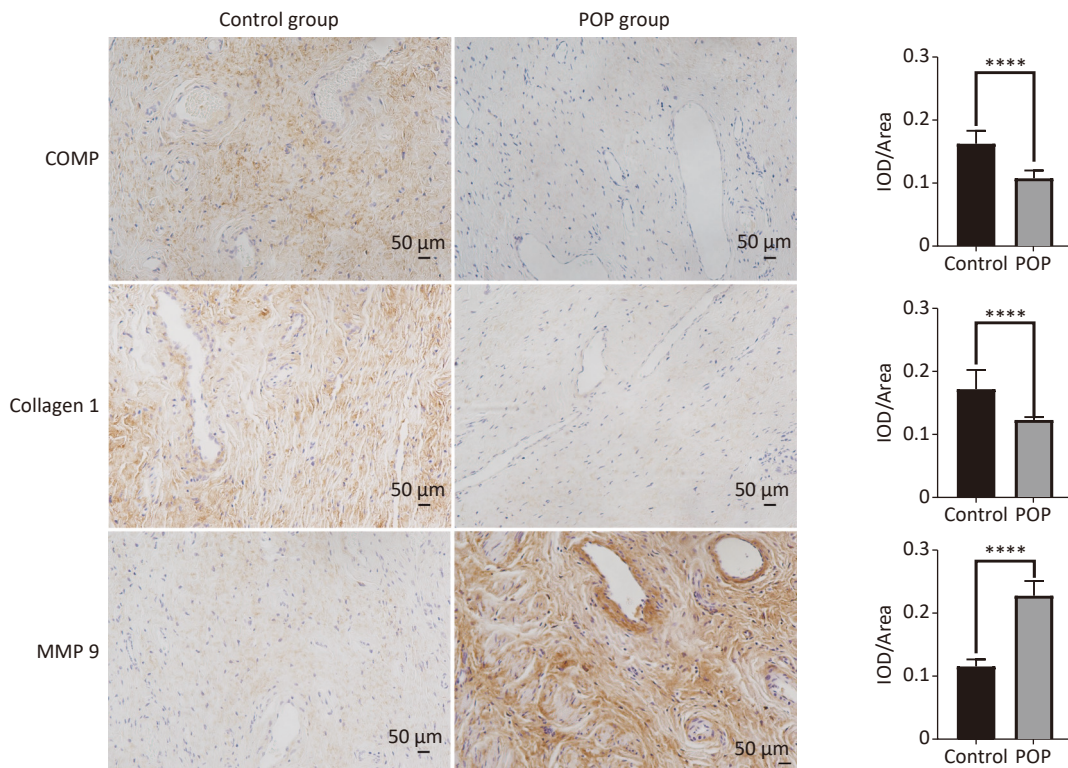 Control group
POP group
COMP
50 µm
50 µm
0.3
0.2
0.1
0
IOD/Area
****
Control
POP
Collagen 1
50 µm
50 µm
0.3
0.2
0.1
0
IOD/Area
****
Control
POP
MMP 9
50 µm
50 µm
0.3
0.2
0.1
0
IOD/Area
****
Control
POP